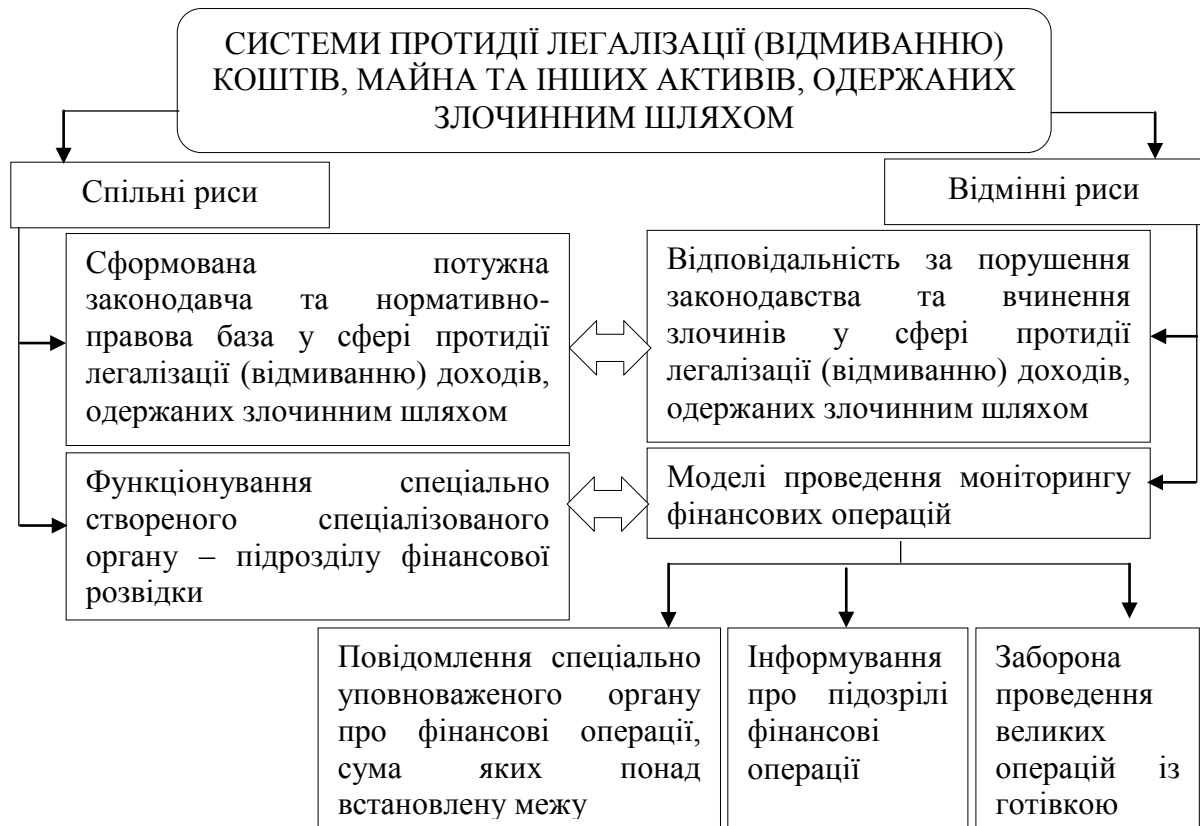 СИСТЕМИ ПРОТИДІЇ ЛЕГАЛІЗАЦІЇ (ВІДМИВАННЮ)
КОШТІВ, МАЙНА ТА ІНШИХ АКТИВІВ, ОДЕРЖАНИХ
ЗЛОЧИННИМ ШЛЯХОМ
Спільні риси
Відмінні риси
Сформована потужна
законодавча та нормативно-
правова база у сфері протидії
легалізації (відмиванню) доходів,
одержаних злочинним шляхом
Відповідальність за порушення
законодавства та вчинення
злочинів у сфері протидії
легалізації (відмиванню) доходів,
одержаних злочинним шляхом
Функціонування спеціально
створеного спеціалізованого
органу – підрозділу фінансової
розвідки
Моделі проведення моніторингу
фінансових операцій
Повідомлення спеціально
уповноваженого органу
про фінансові операції,
сума яких понад
встановлену межу
Інформування
про підозрілі
фінансові
операції
Заборона
проведення
великих
операцій із
готівкою